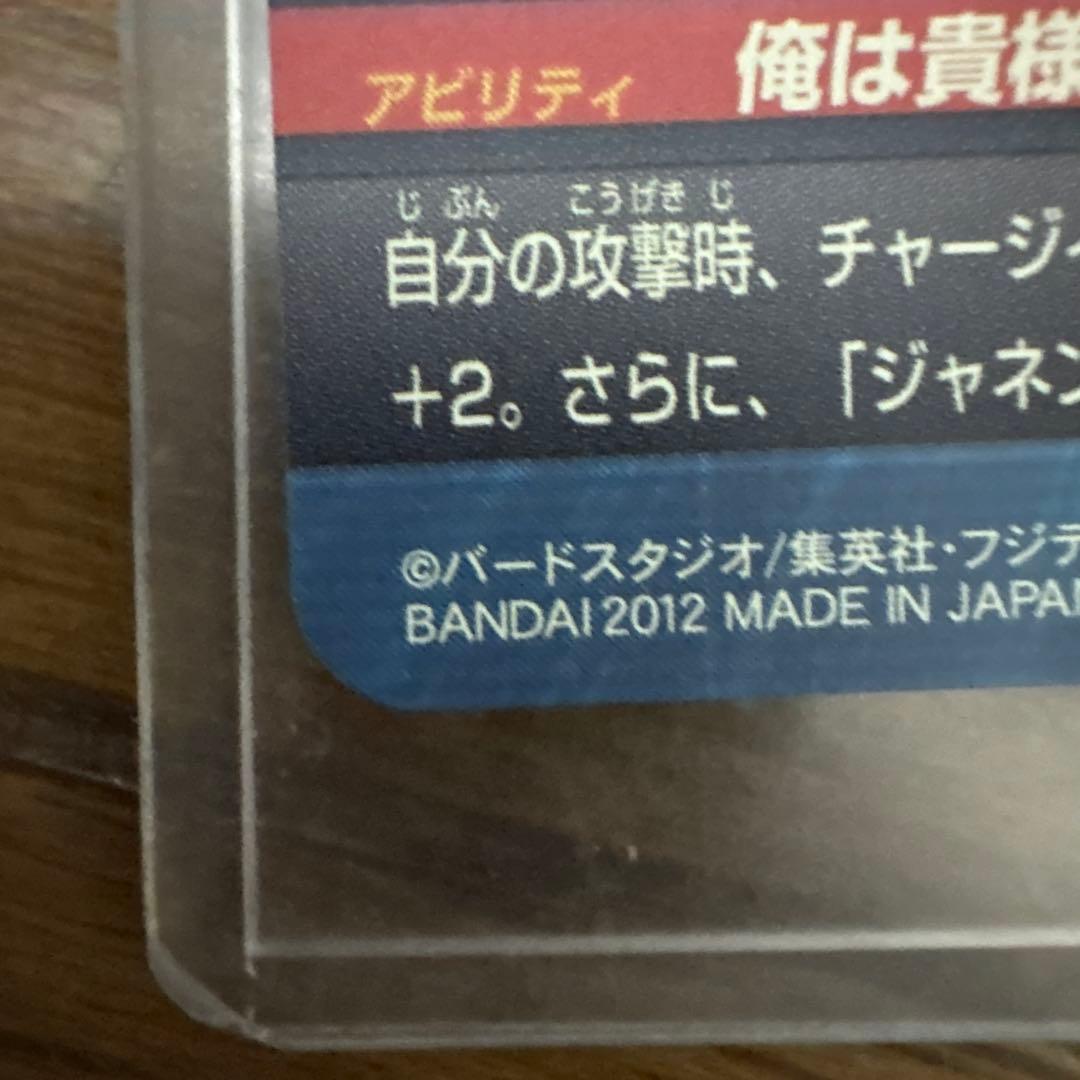 アビリティ 俺は貴様
じ ぶん こうげき じ
自分の攻撃時、チャージ
+2。さらに、「ジャネン
©バードスタジオ/集英社・フジテ
BANDAI 2012 MADE IN JAPAN